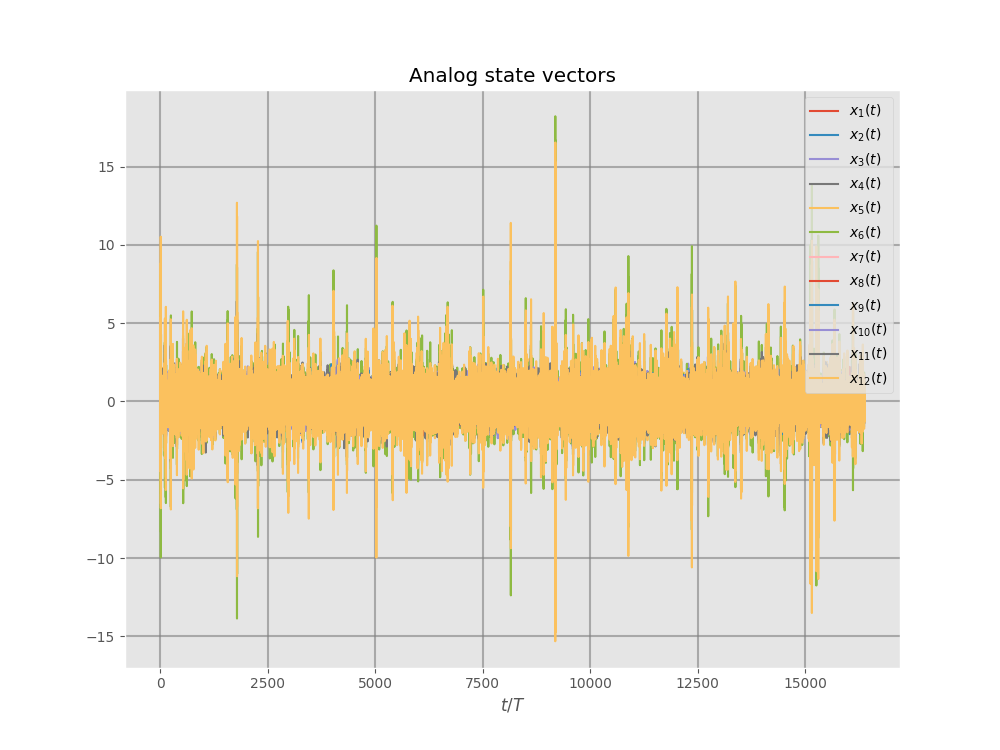 Analog state vectors
x₁(t)
x₂(t)
x₃(t)
x₄(t)
x₅(t)
x₆(t)
x₇(t)
x₈(t)
x₉(t)
x₁₀(t)
x₁₁(t)
x₁₂(t)
15
10
5
0
−5
−10
−15
0 2500 5000 7500 10000 12500 15000
t/T